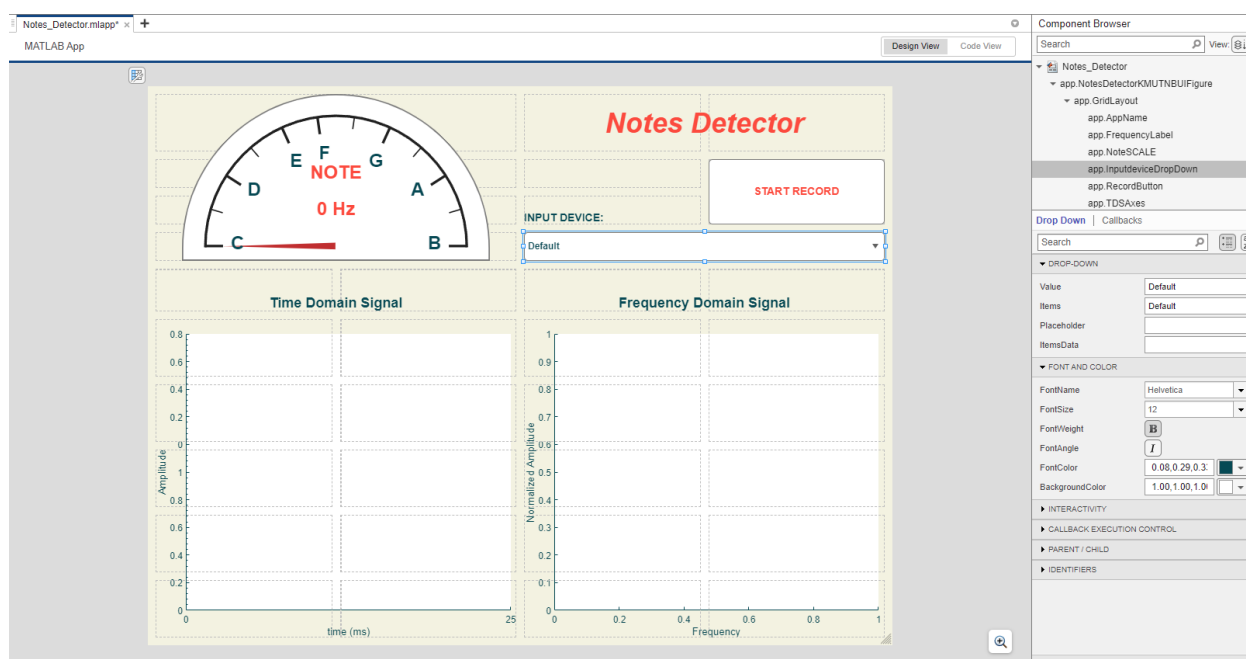 Notes_Detector.mlapp* × +
MATLAB App
Design View Code View
Notes Detector
C D E F G A B
NOTE
0 Hz
START RECORD
INPUT DEVICE:
Default
Time Domain Signal
0.8
0.6
0.4
0.2
0
1
0.8
0.6
0.4
0.2
0
Amplitude
0 25
time (ms)
Frequency Domain Signal
1
0.9
0.8
0.7
0.6
0.5
0.4
0.3
0.2
0.1
0
Normalized Amplitude
0 0.2 0.4 0.6 0.8 1
Frequency
Component Browser
Search View:
Notes_Detector
app.NotesDetectorKMUTNBUIFigure
app.GridLayout
app.AppName
app.FrequencyLabel
app.NoteSCALE
app.InputdeviceDropDown
app.RecordButton
app.TDSAxes
Drop Down | Callbacks
Search
DROP-DOWN
Value Default
Items Default
Placeholder
ItemsData
FONT AND COLOR
FontName Helvetica
FontSize 12
FontWeight B
FontAngle I
FontColor 0.08,0.29,0.3
BackgroundColor 1.00,1.00,1.0
INTERACTIVITY
CALLBACK EXECUTION CONTROL
PARENT / CHILD
IDENTIFIERS